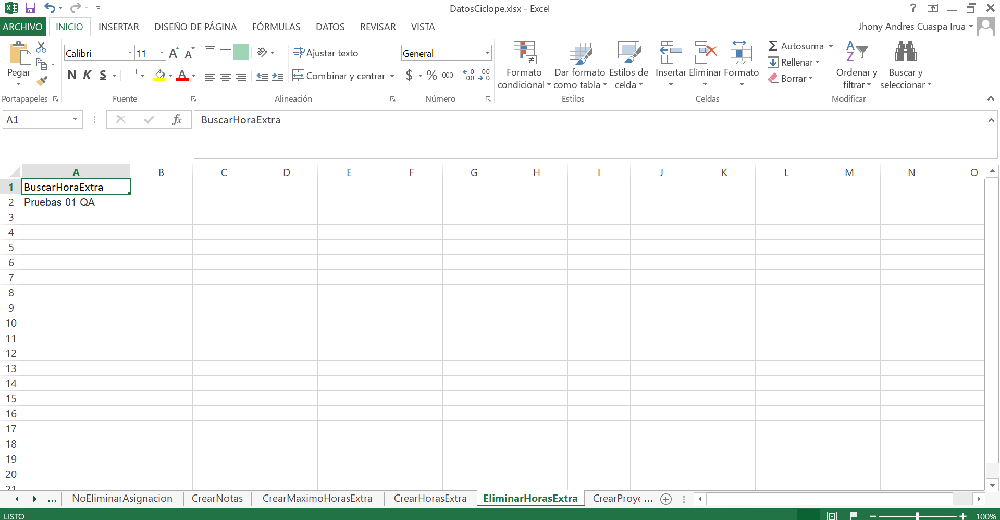 DatosCiclope.xlsx - Excel
ARCHIVO INICIO INSERTAR DISEÑO DE PÁGINA FÓRMULAS DATOS REVISAR VISTA Jhony Andres Cuaspa Irua
Pegar
Portapapeles
Calibri 11
N K S
Fuente
Ajustar texto
Combinar y centrar
Alineación
General
$ % 000
Número
Formato condicional
Dar formato como tabla
Estilos de celda
Estilos
Insertar Eliminar Formato
Celdas
Autosuma
Rellenar
Borrar
Ordenar y filtrar
Buscar y seleccionar
Modificar
A1 fx BuscarHoraExtra
A B C D E F G H I J K L M N O
1 BuscarHoraExtra
2 Pruebas 01 QA
3
4
5
6
7
8
9
10
11
12
13
14
15
16
17
18
19
20
21
... NoEliminarAsignacion CrearNotas CrearMaximoHorasExtra CrearHorasExtra EliminarHorasExtra CrearProye ...
LISTO 100%